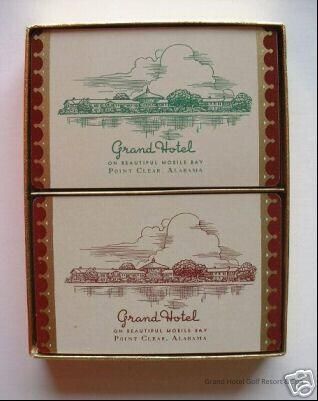 Grand Hotel
ON BEAUTIFUL MOBILE BAY
POINT CLEAR, ALABAMA
Grand Hotel
ON BEAUTIFUL MOBILE BAY
POINT CLEAR, ALABAMA
Grand Hotel Golf Resort & Spa